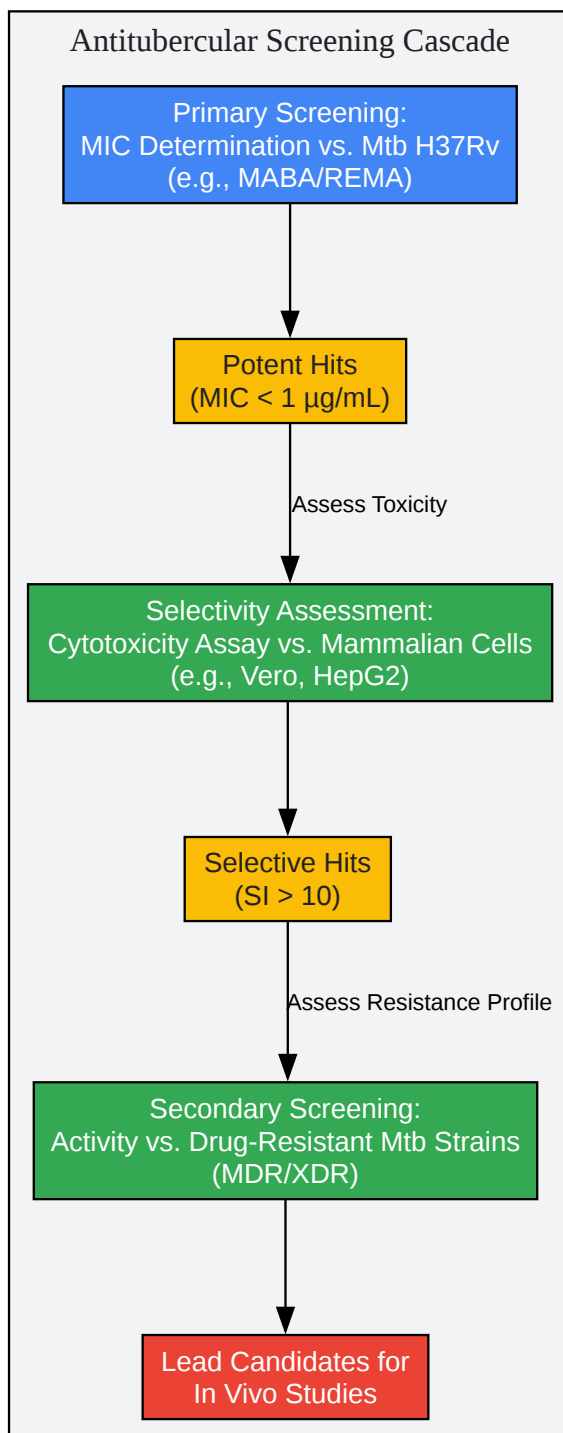 Antitubercular Screening Cascade
Primary Screening:
MIC Determination vs. Mtb H37Rv
(e.g., MABA/REMA)
Potent Hits
(MIC < 1 µg/mL)
Assess Toxicity
Selectivity Assessment:
Cytotoxicity Assay vs. Mammalian Cells
(e.g., Vero, HepG2)
Selective Hits
(SI > 10)
Assess Resistance Profile
Secondary Screening:
Activity vs. Drug-Resistant Mtb Strains
(MDR/XDR)
Lead Candidates for
In Vivo Studies